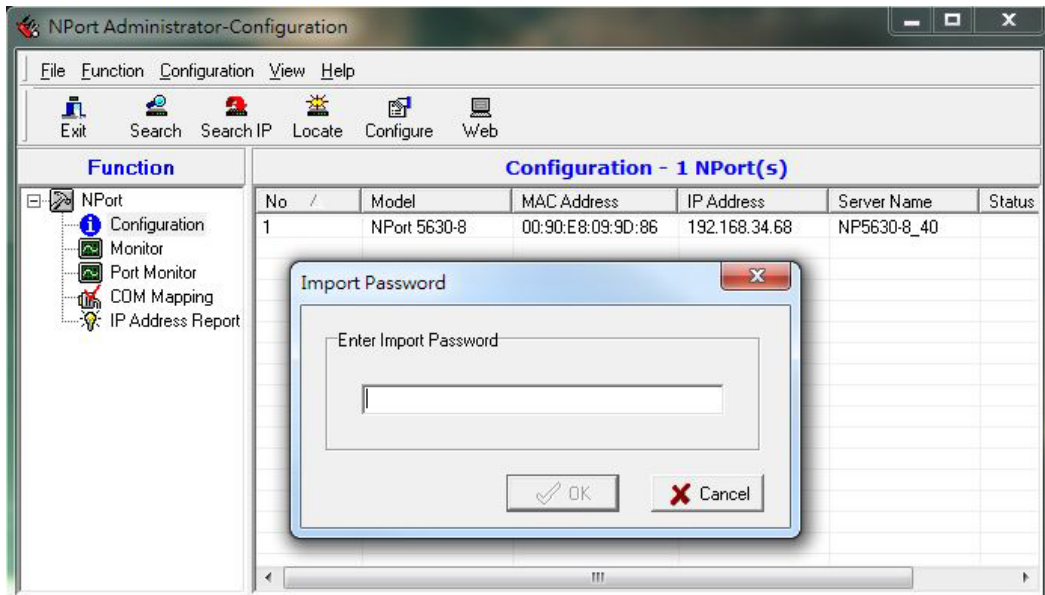 NPort Administrator-Configuration
File Function Configuration View Help
Exit Search Search IP Locate Configure Web
Function
Configuration - 1 NPort(s)
NPort
Configuration
Monitor
Port Monitor
COM Mapping
IP Address Report
No Model MAC Address IP Address Server Name Status
1 NPort 5630-8 00:90:E8:09:9D:86 192.168.34.68 NP5630-8_40
Import Password
Enter Import Password
OK Cancel